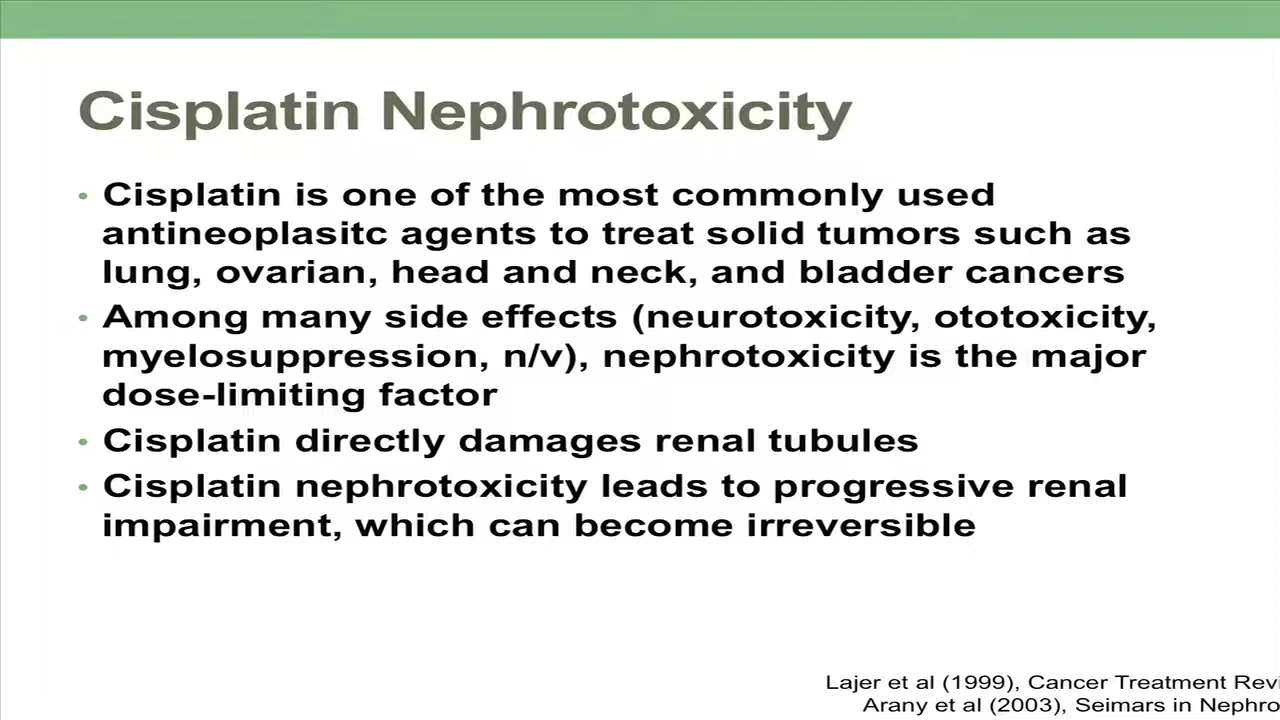 Cisplatin Nephrotoxicity
• Cisplatin is one of the most commonly used
antineoplasitc agents to treat solid tumors such as
lung, ovarian, head and neck, and bladder cancers
• Among many side effects (neurotoxicity, ototoxicity,
myelosuppression, n/v), nephrotoxicity is the major
dose-limiting factor
• Cisplatin directly damages renal tubules
• Cisplatin nephrotoxicity leads to progressive renal
impairment, which can become irreversible
Lajer et al (1999), Cancer Treatment Revi
Arany et al (2003), Seimars in Nephro